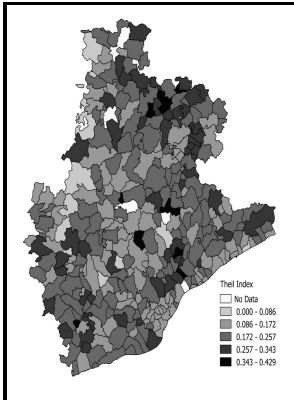 Theil Index
No Data
0.000 - 0.086
0.086 - 0.172
0.172 - 0.257
0.257 - 0.343
0.343 - 0.429